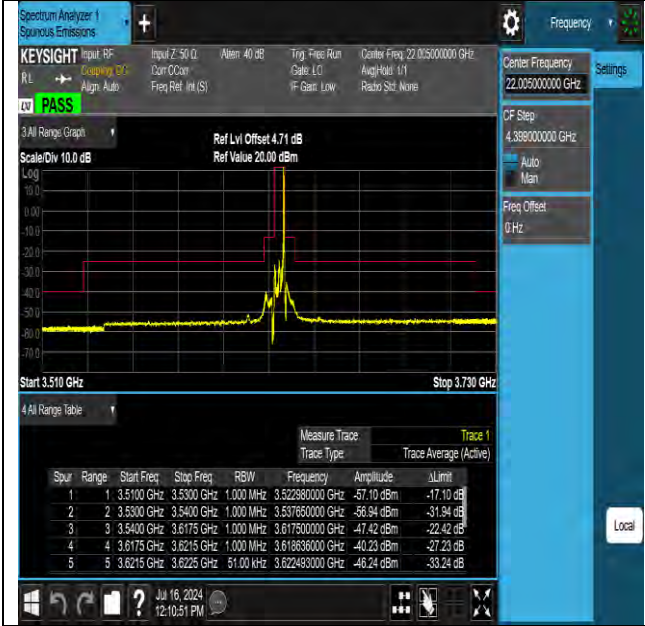 Spectrum Analyzer 1
Spurious Emissions
+
Frequency
KEYSIGHT Input: RF Input Z: 50 Ω Atten: 40 dB Trig: Free Run Center Freq: 22.005000000 GHz
RL Coupling: DC Corr CCorr Gate: LO Avg|Hold: 1/1
Align: Auto Freq Ref: Int (S) IF Gain: Low Radio Std: None
PASS
Center Frequency
22.005000000 GHz
Settings
CF Step
4.399000000 GHz
Auto
Man
Freq Offset
0 Hz
3 All Range Graph
Ref Lvl Offset 4.71 dB
Scale/Div 10.0 dB
Ref Value 20.00 dBm
Log
10.0
0.00
-10.0
-20.0
-30.0
-40.0
-50.0
-60.0
-70.0
Start 3.510 GHz
Stop 3.730 GHz
4 All Range Table
Measure Trace Trace 1
Trace Type Trace Average (Active)
Spur Range Start Freq Stop Freq RBW Frequency Amplitude ΔLimit
1 1 3.5100 GHz 3.5300 GHz 1.000 MHz 3.522980000 GHz -57.10 dBm -17.10 dB
2 2 3.5300 GHz 3.5400 GHz 1.000 MHz 3.537650000 GHz -56.94 dBm -31.94 dB
3 3 3.5400 GHz 3.6175 GHz 1.000 MHz 3.617500000 GHz -47.42 dBm -22.42 dB
4 4 3.6175 GHz 3.6215 GHz 1.000 MHz 3.618636000 GHz -40.23 dBm -27.23 dB
5 5 3.6215 GHz 3.6225 GHz 51.00 kHz 3.622493000 GHz -46.24 dBm -33.24 dB
Local
?
Jul 16, 2024
12:10:51 PM